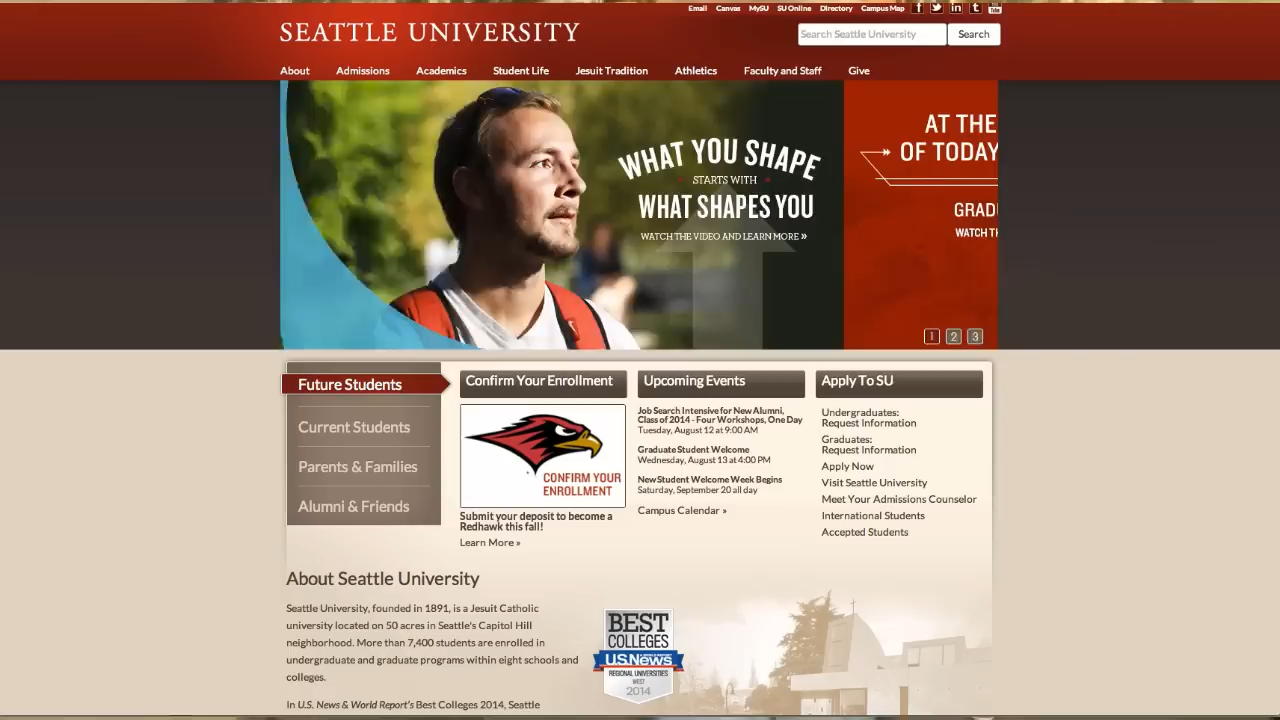 Email Canvas MySU SU Online Directory Campus Map
SEATTLE UNIVERSITY
Search Seattle University Search
About Admissions Academics Student Life Jesuit Tradition Athletics Faculty and Staff Give
WHAT YOU SHAPE
STARTS WITH
WHAT SHAPES YOU
WATCH THE VIDEO AND LEARN MORE »
AT THE
OF TODAY
GRAD
WATCH TH
1 2 3
Future Students
Current Students
Parents & Families
Alumni & Friends
Confirm Your Enrollment
CONFIRM YOUR
ENROLLMENT
Submit your deposit to become a
Redhawk this fall!
Learn More »
Upcoming Events
Job Search Intensive for New Alumni,
Class of 2014 - Four Workshops, One Day
Tuesday, August 12 at 9:00 AM
Graduate Student Welcome
Wednesday, August 13 at 4:00 PM
New Student Welcome Week Begins
Saturday, September 20 all day
Campus Calendar »
Apply To SU
Undergraduates:
Request Information
Graduates:
Request Information
Apply Now
Visit Seattle University
Meet Your Admissions Counselor
International Students
Accepted Students
About Seattle University
Seattle University, founded in 1891, is a Jesuit Catholic
university located on 50 acres in Seattle's Capitol Hill
neighborhood. More than 7,400 students are enrolled in
undergraduate and graduate programs within eight schools and
colleges.
In U.S. News & World Report's Best Colleges 2014, Seattle
BEST
COLLEGES
U.S.News
REGIONAL UNIVERSITIES
WEST
2014